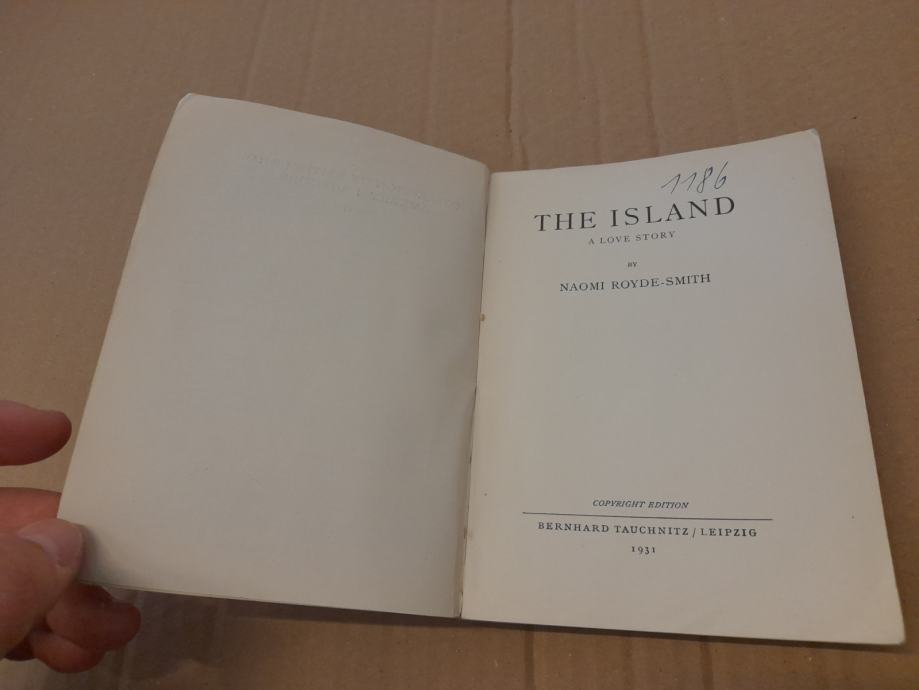 1186
THE ISLAND
A LOVE STORY
BY
NAOMI ROYDE-SMITH
COPYRIGHT EDITION
BERNHARD TAUCHNITZ / LEIPZIG
1931